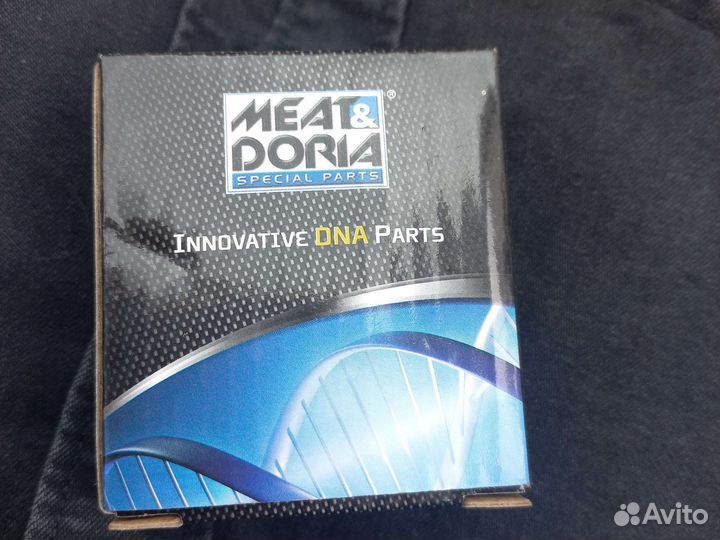 MEAT&
DORIA®
SPECIAL PARTS
INNOVATIVE DNA PARTS
Avito